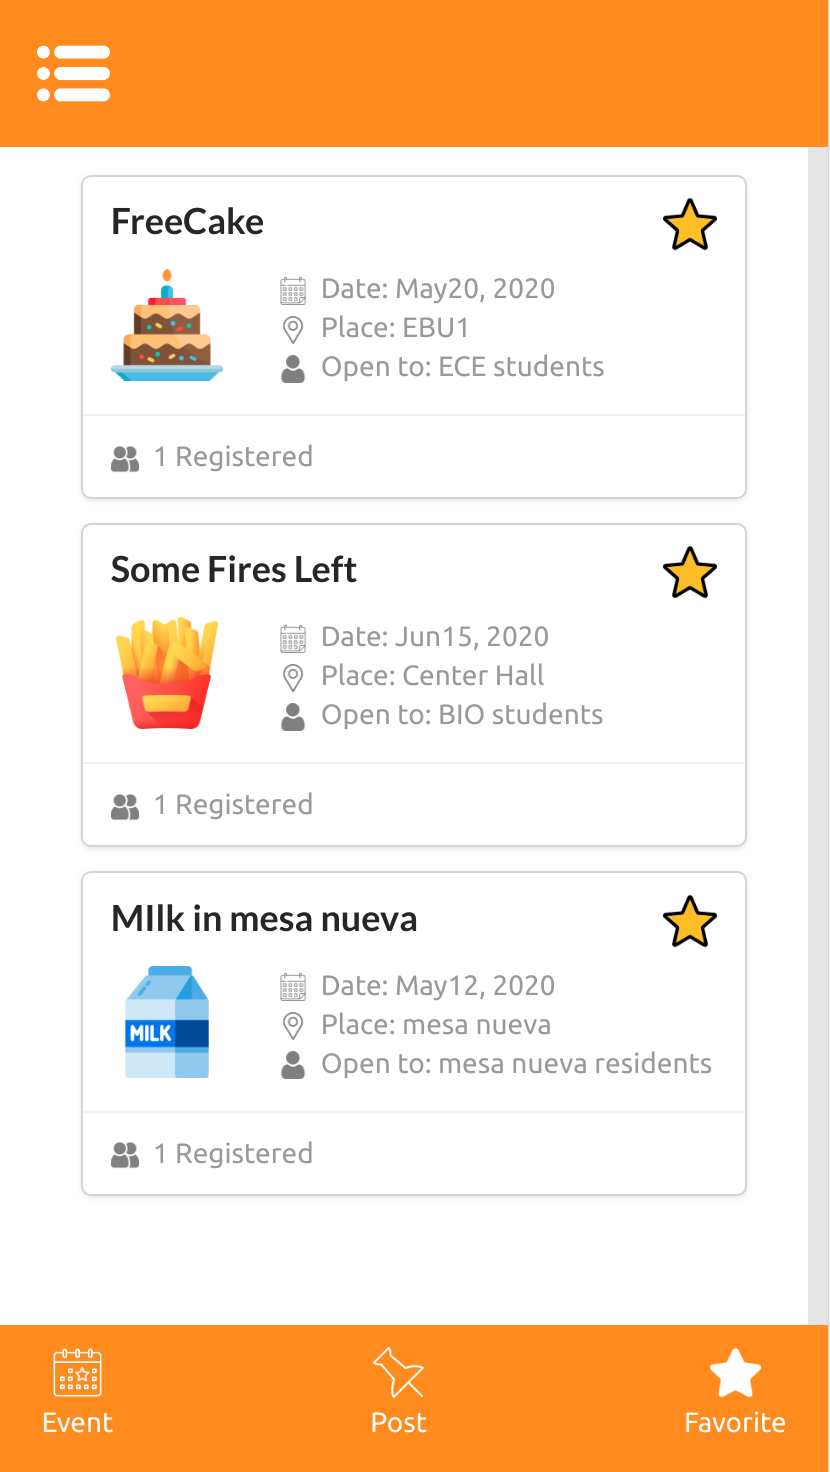 FreeCake
Date: May20, 2020
Place: EBU1
Open to: ECE students
1 Registered
Some Fires Left
Date: Jun15, 2020
Place: Center Hall
Open to: BIO students
1 Registered
MIlk in mesa nueva
MILK
Date: May12, 2020
Place: mesa nueva
Open to: mesa nueva residents
1 Registered
Event
Post
Favorite